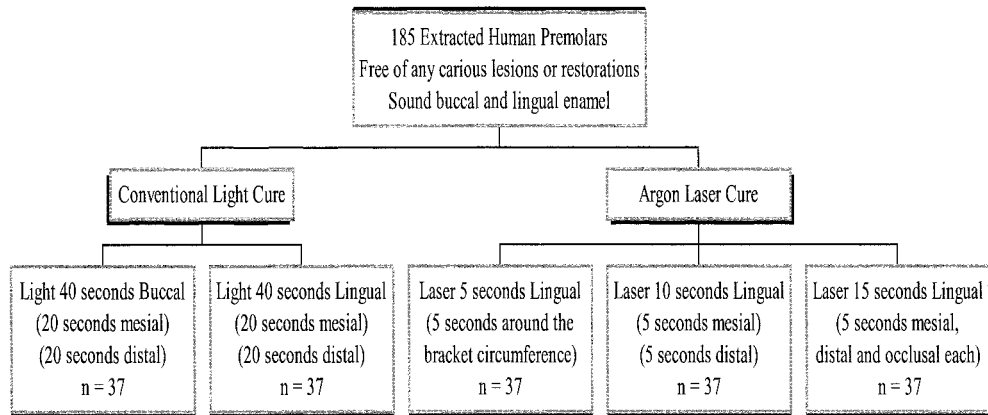 185 Extracted Human Premolars
Free of any carious lesions or restorations
Sound buccal and lingual enamel
Conventional Light Cure
Argon Laser Cure
Light 40 seconds Buccal
(20 seconds mesial)
(20 seconds distal)
n = 37
Light 40 seconds Lingual
(20 seconds mesial)
(20 seconds distal)
n = 37
Laser 5 seconds Lingual
(5 seconds around the
bracket circumference)
n = 37
Laser 10 seconds Lingual
(5 seconds mesial)
(5 seconds distal)
n = 37
Laser 15 seconds Lingual
(5 seconds mesial,
distal and occlusal each)
n = 37